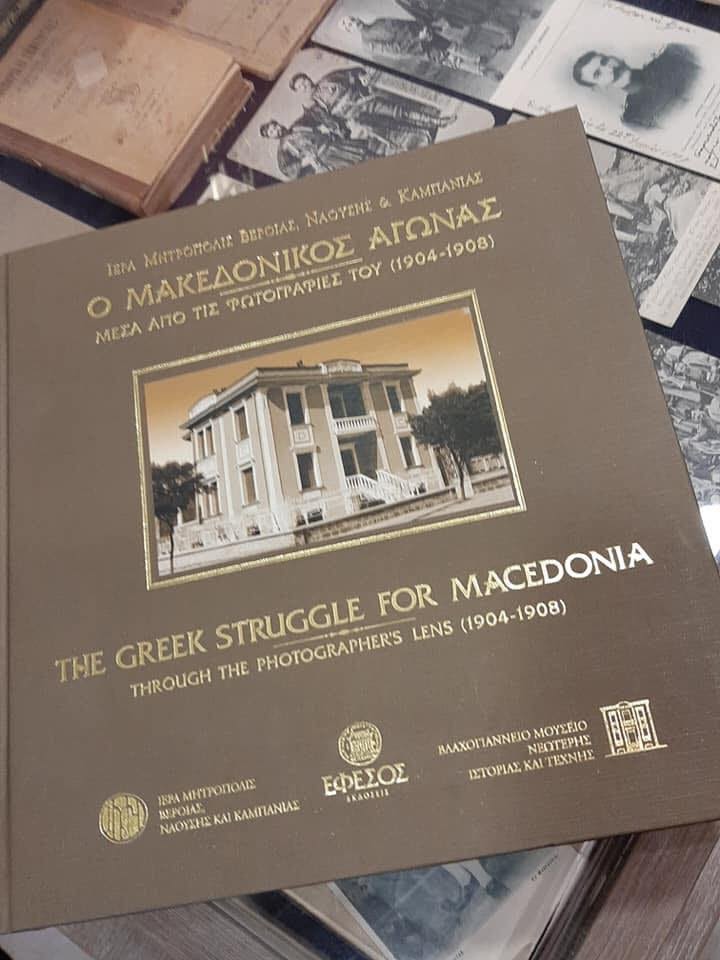 ΙΕΡΑ ΜΗΤΡΟΠΟΛΙΣ ΒΕΡΟΙΑΣ, ΝΑΟΥΣΗΣ & ΚΑΜΠΑΝΙΑΣ
Ο ΜΑΚΕΔΟΝΙΚΟΣ ΑΓΩΝΑΣ
ΜΕΣΑ ΑΠΟ ΤΙΣ ΦΩΤΟΓΡΑΦΙΕΣ ΤΟΥ (1904-1908)
THE GREEK STRUGGLE FOR MACEDONIA
THROUGH THE PHOTOGRAPHER'S LENS (1904-1908)
ΙΕΡΑ ΜΗΤΡΟΠΟΛΙΣ
ΒΕΡΟΙΑΣ,
ΝΑΟΥΣΗΣ ΚΑΙ ΚΑΜΠΑΝΙΑΣ
ΕΦΕΣΟΣ
ΕΚΔΟΣΕΙΣ
ΒΛΑΧΟΓΙΑΝΝΕΙΟ ΜΟΥΣΕΙΟ
ΝΕΩΤΕΡΗΣ
ΙΣΤΟΡΙΑΣ ΚΑΙ ΤΕΧΝΗΣ